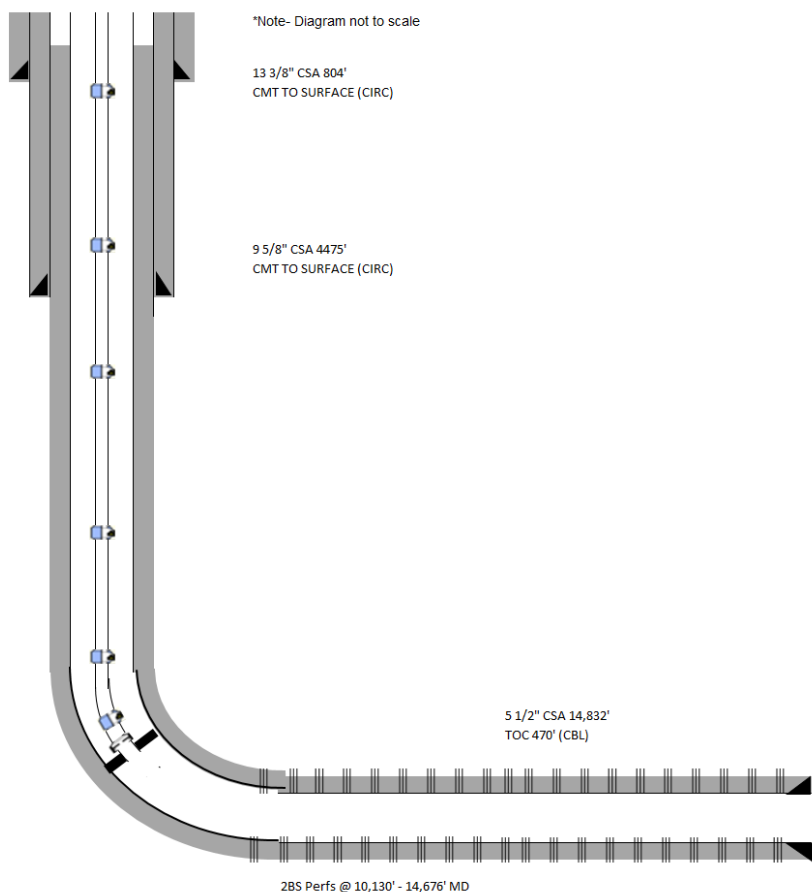 *Note- Diagram not to scale
13 3/8" CSA 804'
CMT TO SURFACE (CIRC)
9 5/8" CSA 4475'
CMT TO SURFACE (CIRC)
5 1/2" CSA 14,832'
TOC 470' (CBL)
2BS Perfs @ 10,130' - 14,676' MD